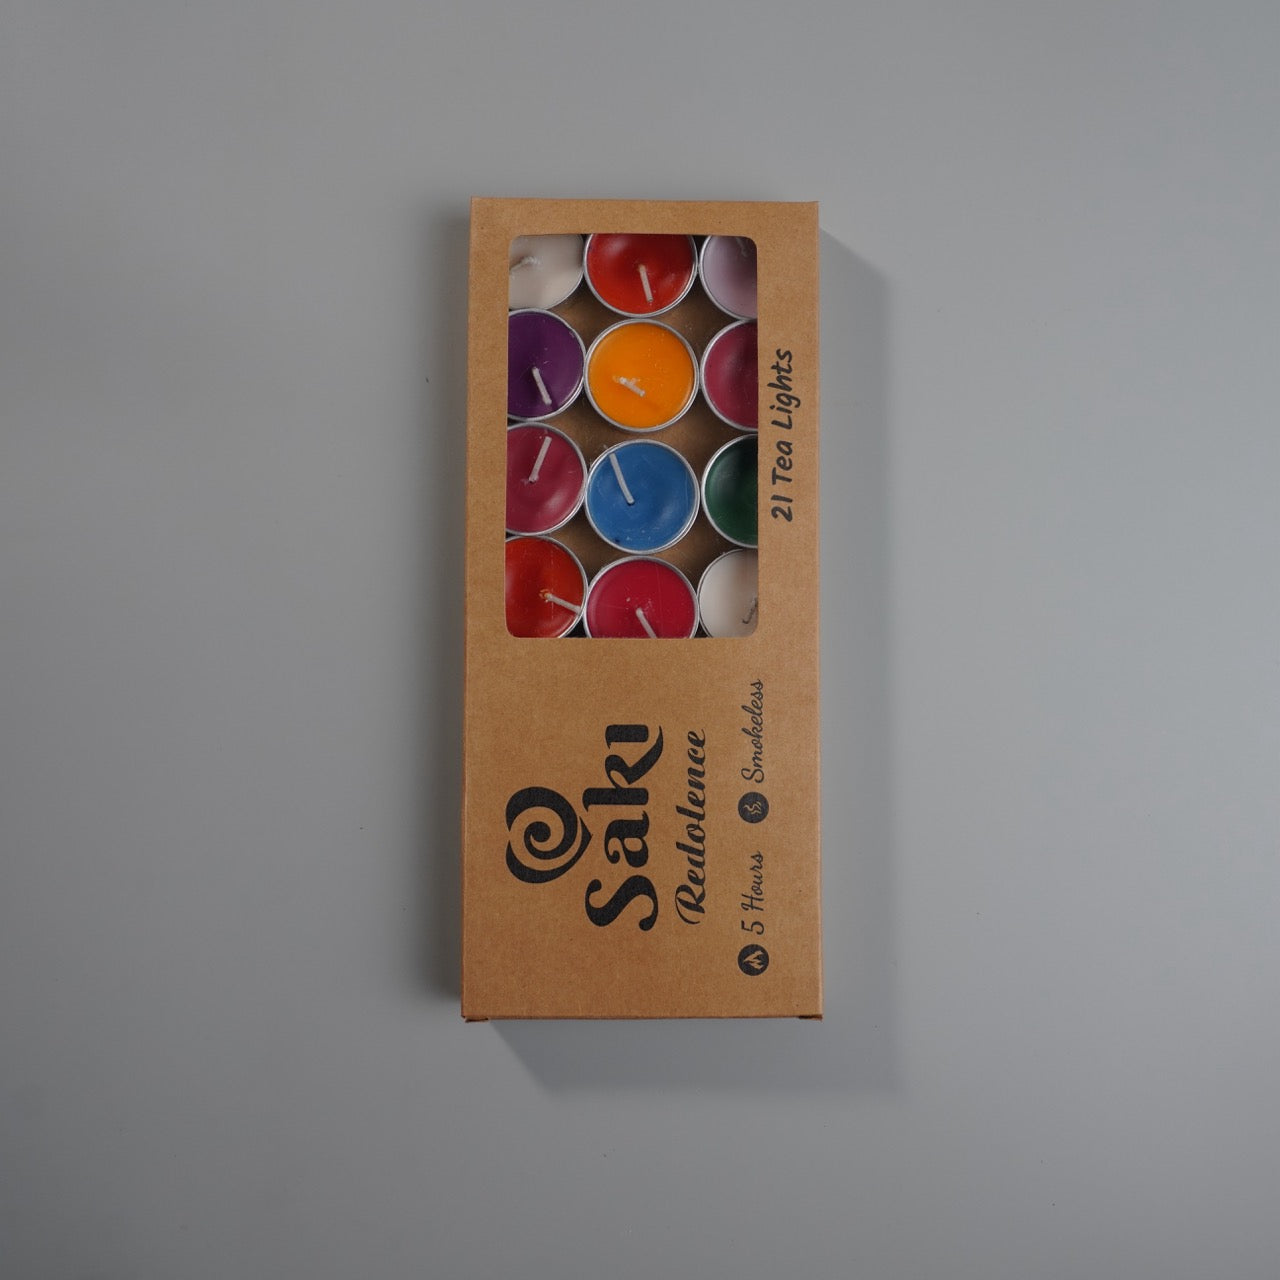 Saki
Redolence
5 Hours
Smokeless
21 Tea Lights